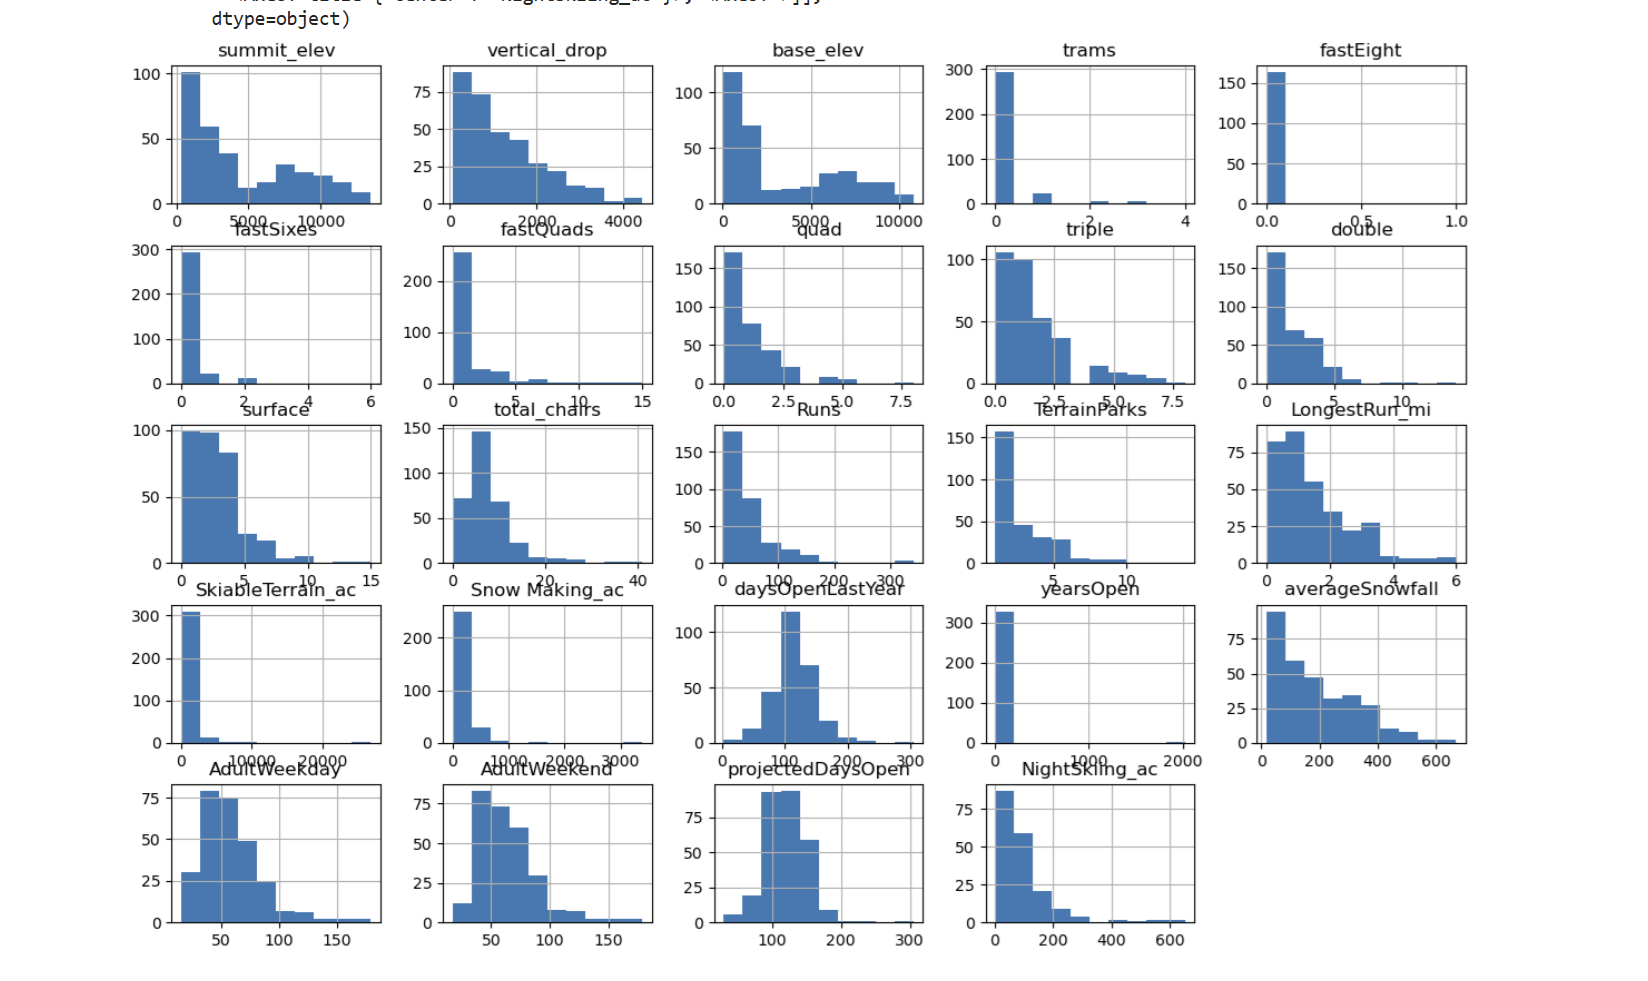 dtype=object)
summit_elev vertical_drop base_elev trams fastEight
100 50 0 0 5000 10000
75 50 25 0 0 2000 4000
100 50 0 0 5000 10000
300 200 100 0 0 2 4
150 100 50 0 0.0 0.5 1.0
fastSixes fastQuads quad triple double
300 200 100 0 0 2 4 6
200 100 0 0 5 10 15
150 100 50 0 0.0 2.5 5.0 7.5
100 50 0 0.0 2.5 5.0 7.5
150 100 50 0 0 5 10
surface total_chairs Runs TerrainParks LongestRun_mi
100 50 0 0 5 10 15
150 100 50 0 0 20 40
150 100 50 0 0 100 200 300
150 100 50 0 5 10
75 50 25 0 0 2 4 6
SkiableTerrain_ac Snow Making_ac daysOpenLastYear yearsOpen averageSnowfall
300 200 100 0 0 10000 20000
200 100 0 0 1000 2000 3000
100 50 0 0 100 200 300
300 200 100 0 0 1000 2000
75 50 25 0 0 200 400 600
AdultWeekday AdultWeekend projectedDaysOpen NightSkiing_ac
75 50 25 0 50 100 150
75 50 25 0 50 100 150
75 50 25 0 100 200 300
75 50 25 0 0 200 400 600